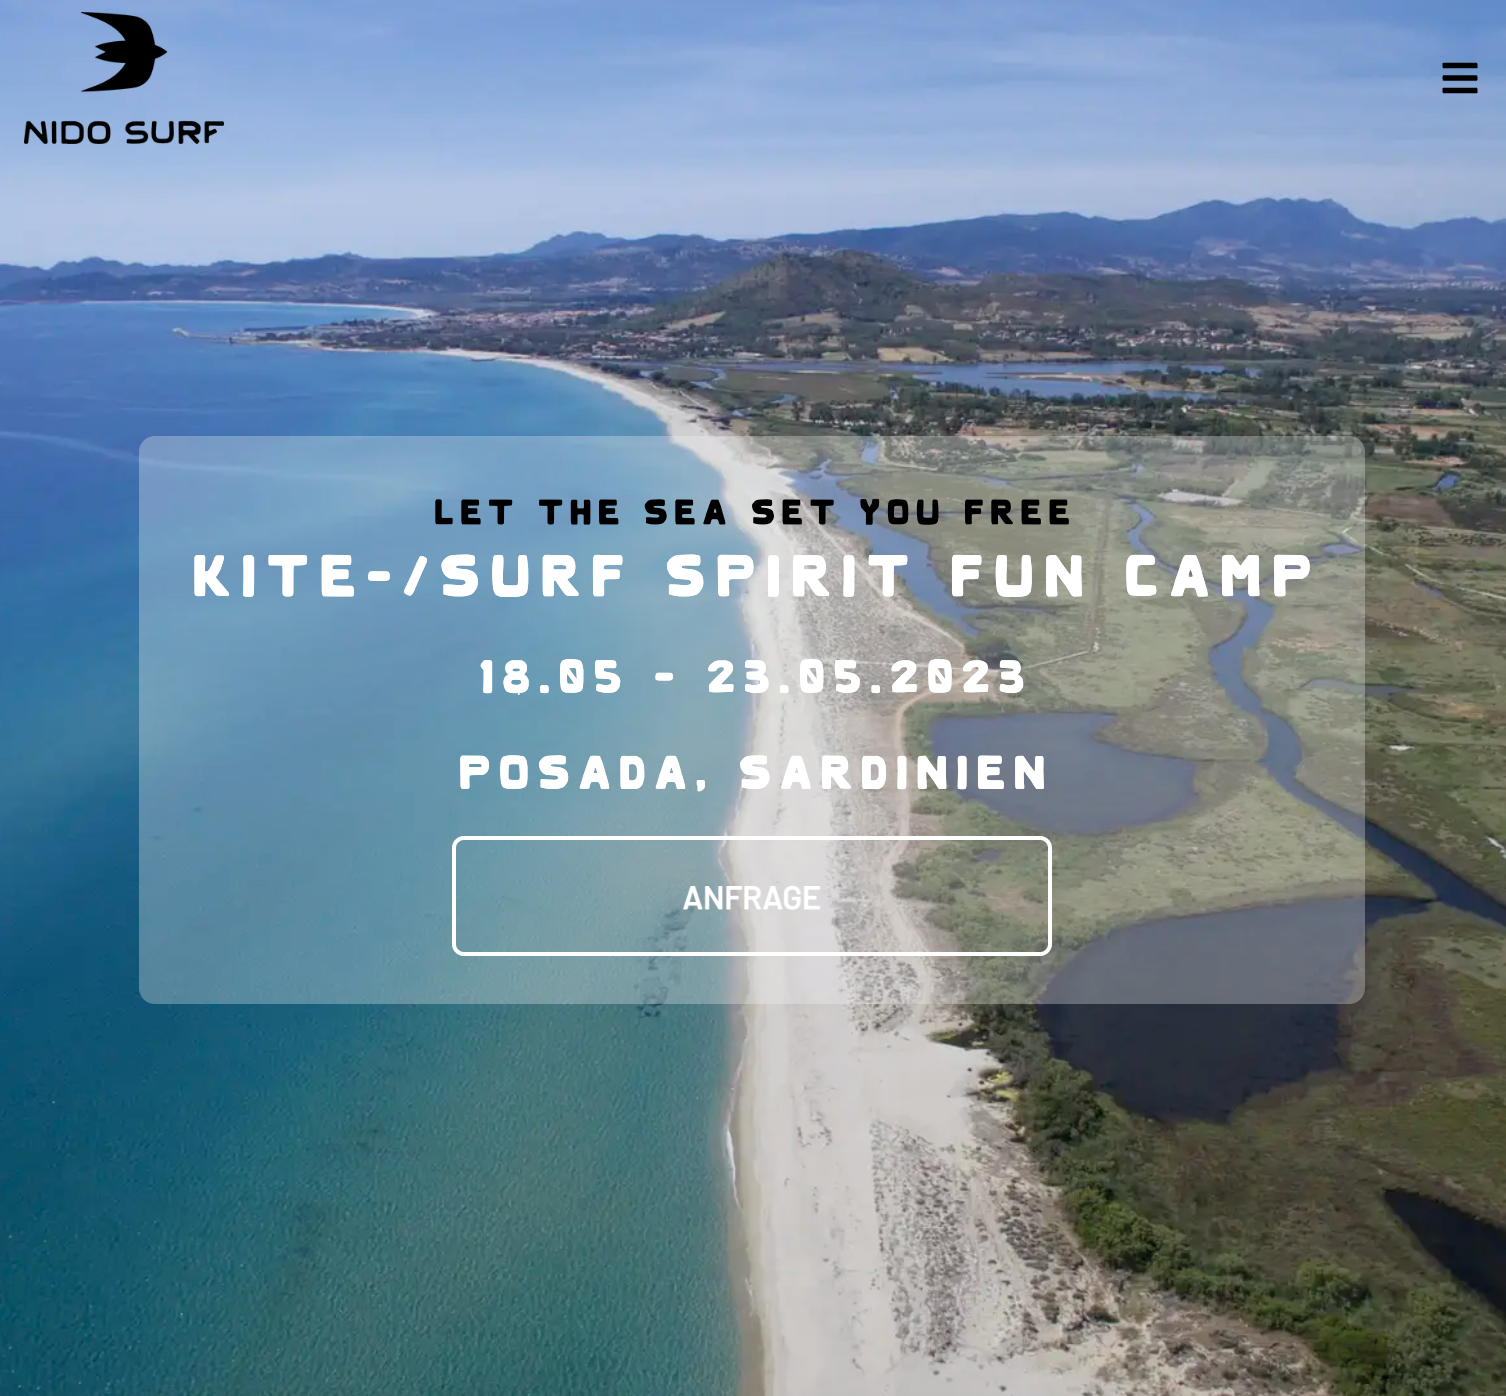 NIDO SURF
LET THE SEA SET YOU FREE
KITE-/SURF SPIRIT FUN CAMP
18.05 - 23.05.2023
POSADA, SARDINIEN
ANFRAGE